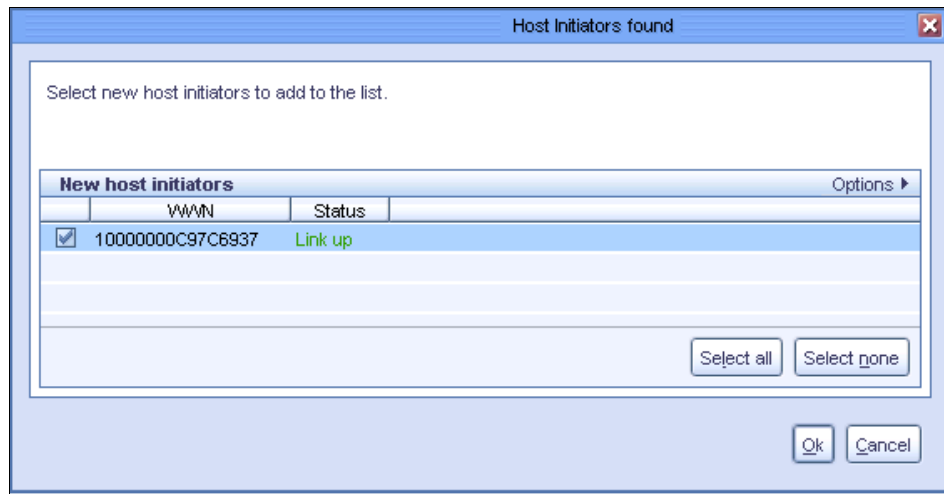 Host Initiators found
Select new host initiators to add to the list.
New host initiators Options
WWN Status
10000000C97C6937 Link up
Select all Select none
Ok Cancel